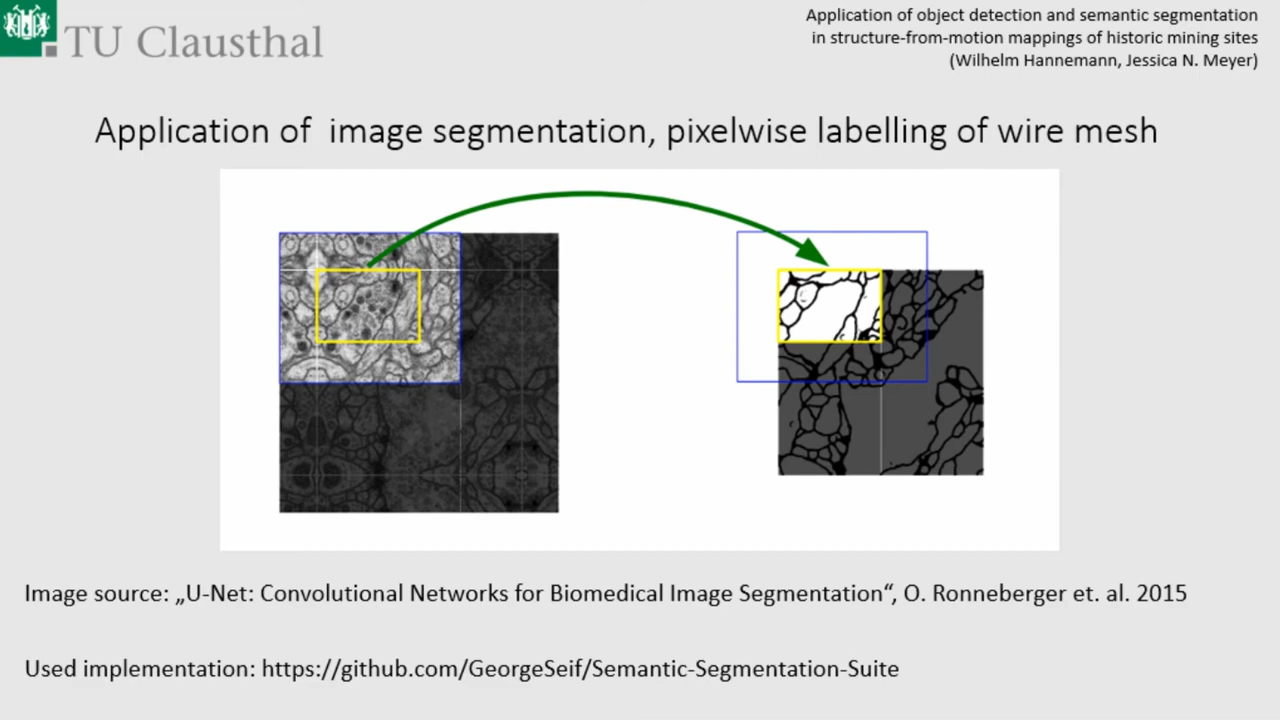 TU Clausthal
Application of object detection and semantic segmentation
in structure-from-motion mappings of historic mining sites
(Wilhelm Hannemann, Jessica N. Meyer)
Application of  image segmentation, pixelwise labelling of wire mesh
Image source: „U-Net: Convolutional Networks for Biomedical Image Segmentation“, O. Ronneberger et. al. 2015
Used implementation: https://github.com/GeorgeSeif/Semantic-Segmentation-Suite